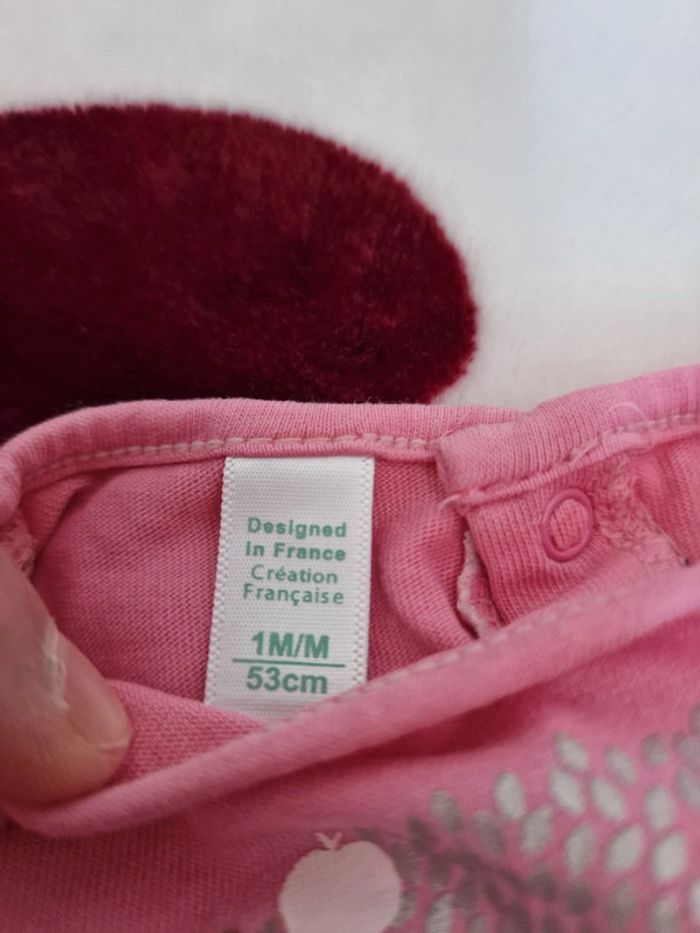 Designed
in France
Création
Française
1M/M
53cm